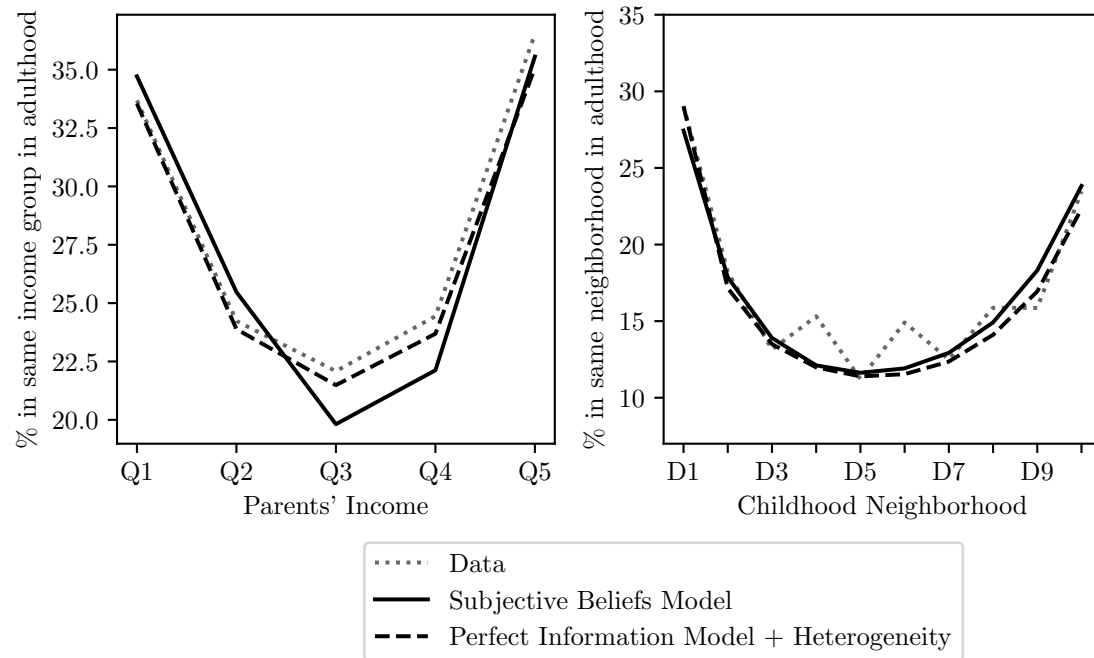 % in same income group in adulthood
35.0
32.5
30.0
27.5
25.0
22.5
20.0
Q1 Q2 Q3 Q4 Q5
Parents' Income
% in same neighborhood in adulthood
35
30
25
20
15
10
D1 D3 D5 D7 D9
Childhood Neighborhood
Data
Subjective Beliefs Model
Perfect Information Model + Heterogeneity